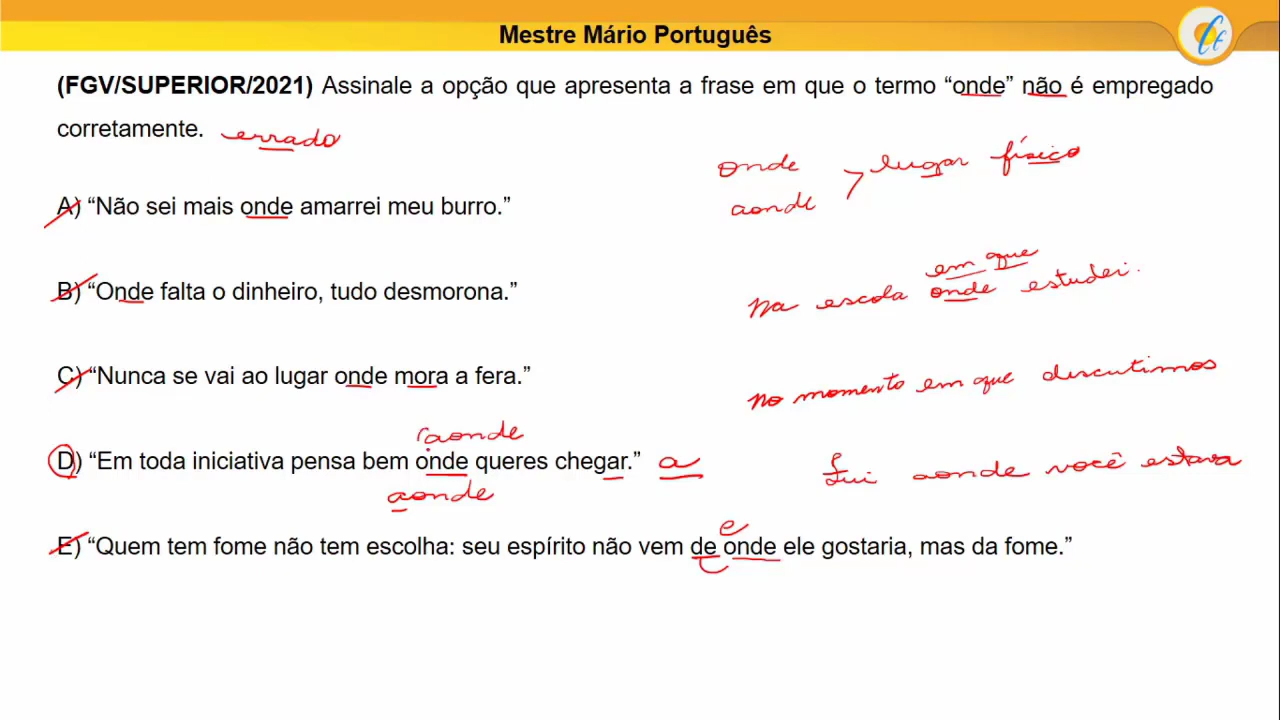 Mestre Mário Português
(FGV/SUPERIOR/2021) Assinale a opção que apresenta a frase em que o termo “onde” não é empregado
corretamente. errado
onde
lugar físico
aonde
A) “Não sei mais onde amarrei meu burro.”
em que
B) “Onde falta o dinheiro, tudo desmorona.”
na escola onde estudei.
C) “Nunca se vai ao lugar onde mora a fera.”
no momento em que discutimos
aonde
D) “Em toda iniciativa pensa bem onde queres chegar.” a
fui aonde você estava
aonde
e
E) “Quem tem fome não tem escolha: seu espírito não vem de onde ele gostaria, mas da fome.”